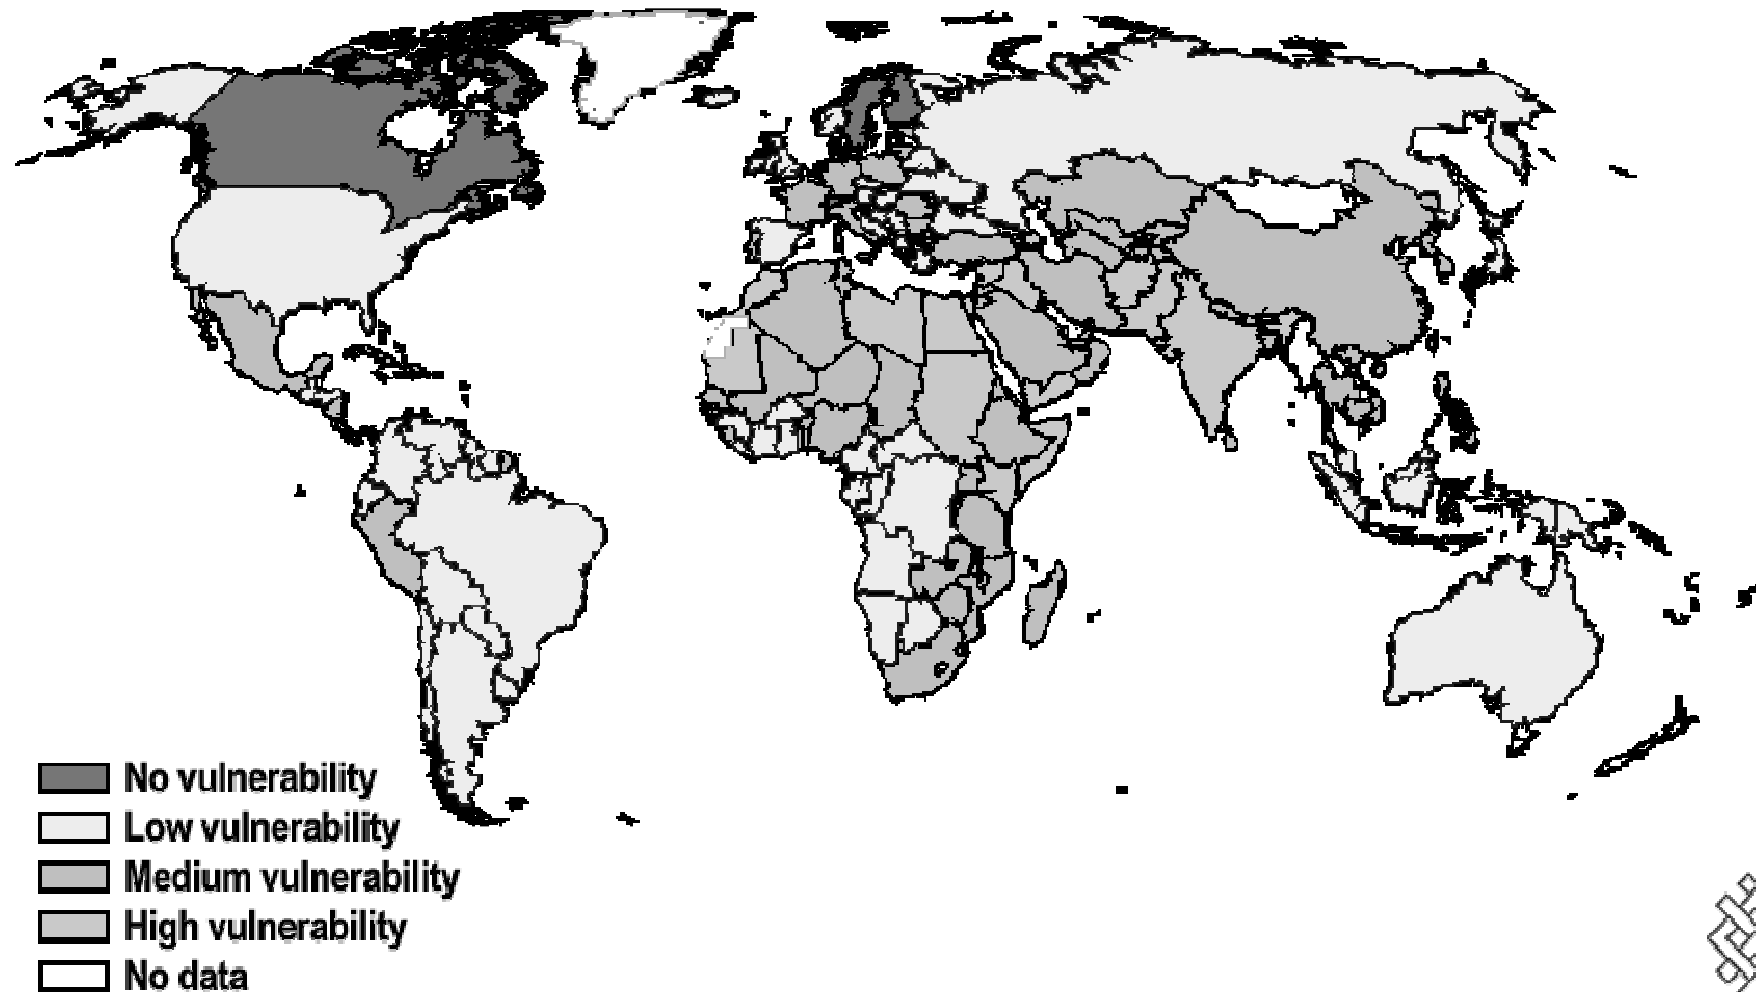 No vulnerability
Low vulnerability
Medium vulnerability
High vulnerability
No data